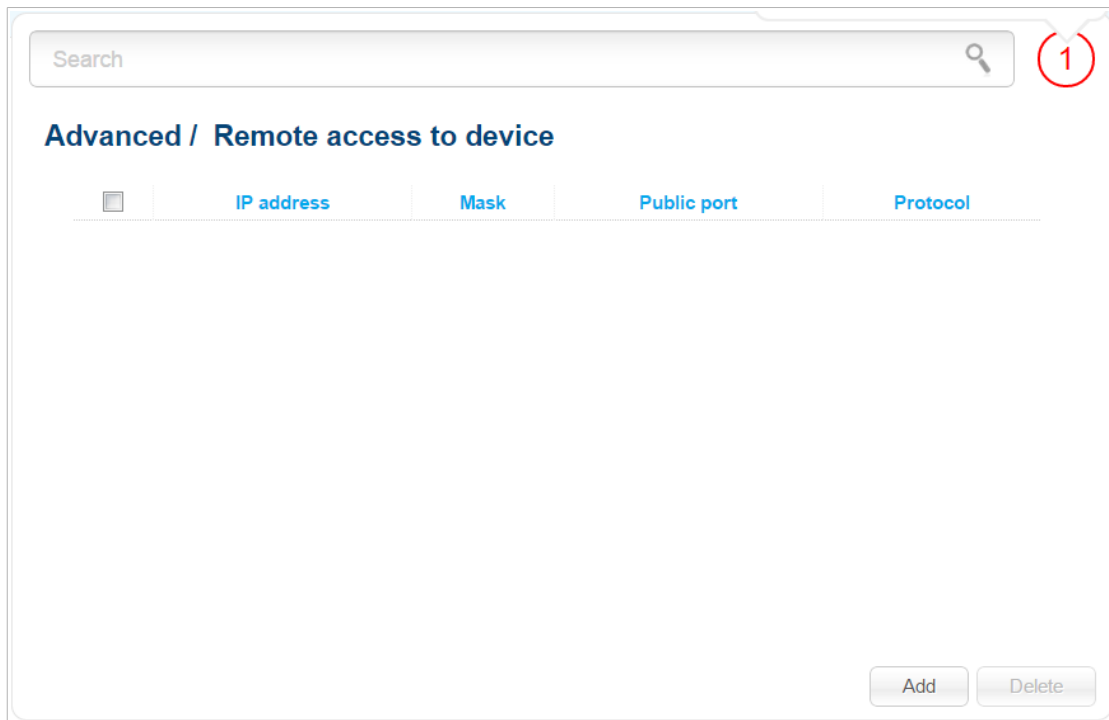 Search
1
Advanced / Remote access to device
IP address Mask Public port Protocol
Add Delete